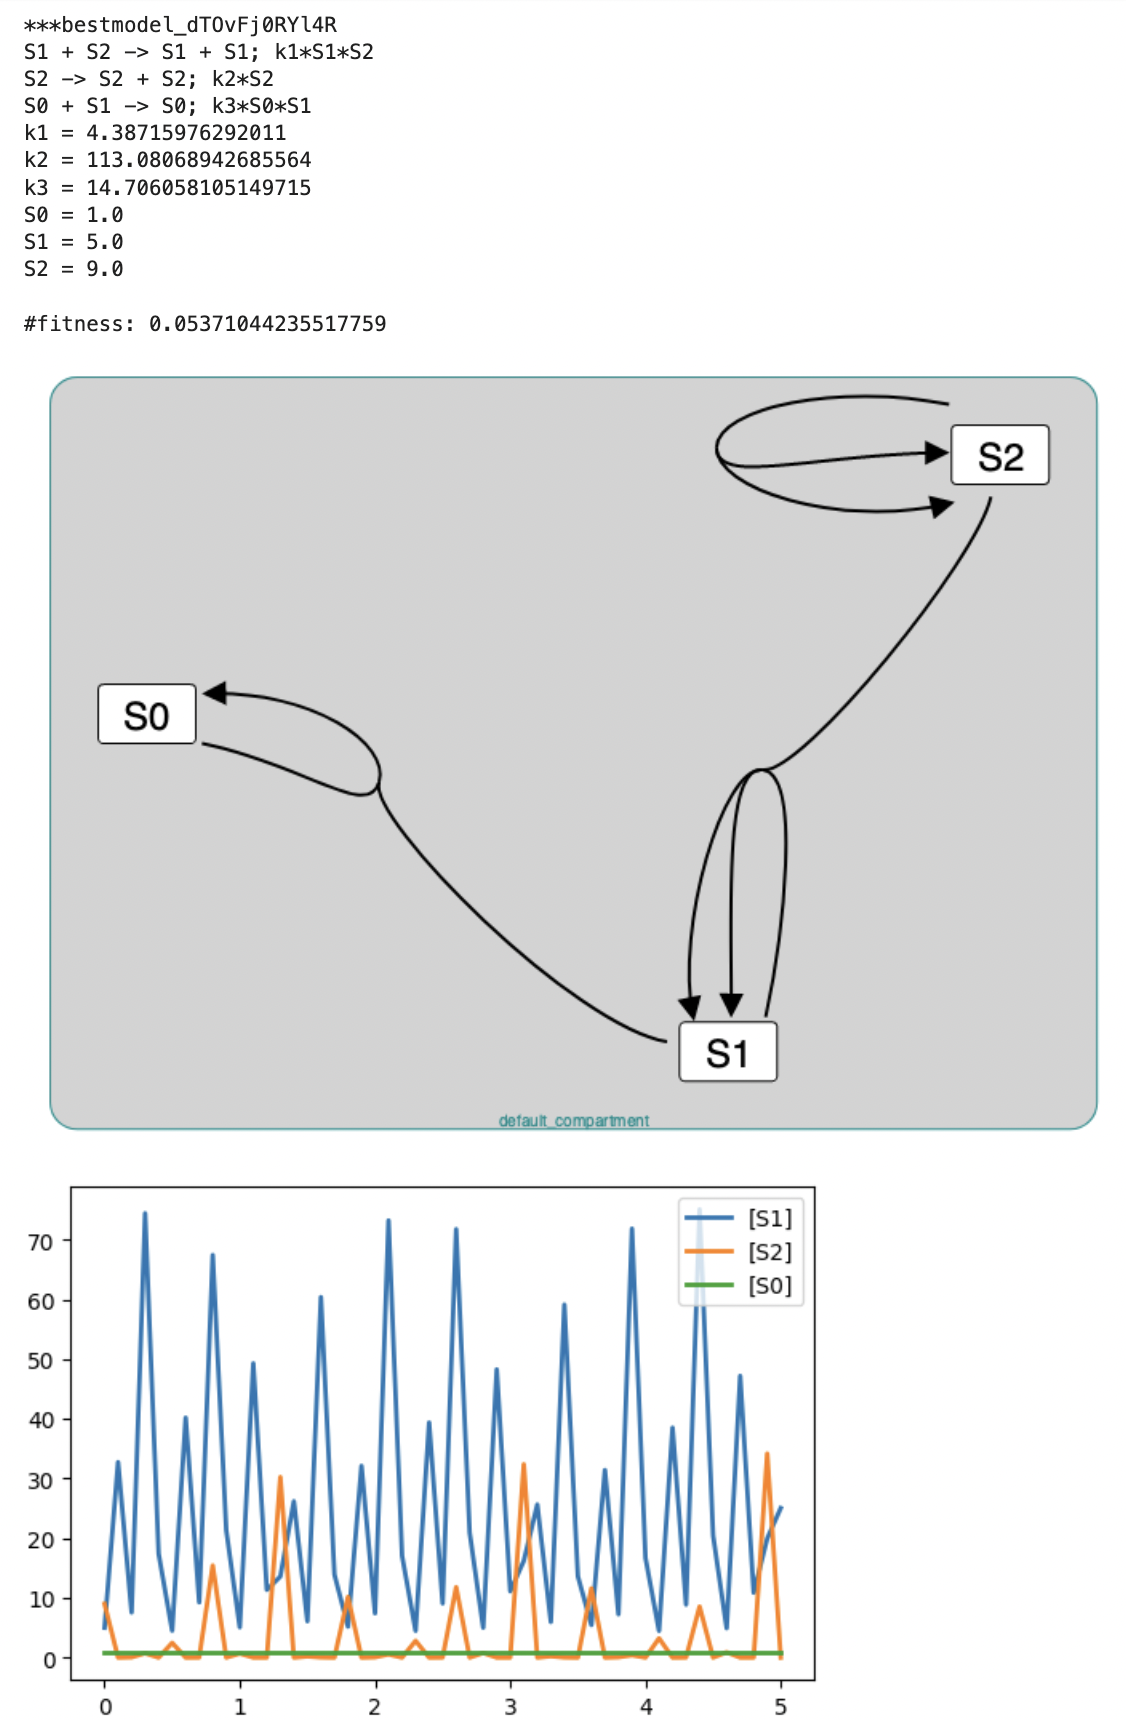 ***bestmodel_dTOvFj0RYl4R
S1 + S2 -> S1 + S1; k1*S1*S2
S2 -> S2 + S2; k2*S2
S0 + S1 -> S0; k3*S0*S1
k1 = 4.38715976292011
k2 = 113.08068942685564
k3 = 14.706058105149715
S0 = 1.0
S1 = 5.0
S2 = 9.0
#fitness: 0.05371044235517759
S2
S0
S1
default_compartment
[S1]
[S2]
[S0]
70
60
50
40
30
20
10
0
0 1 2 3 4 5